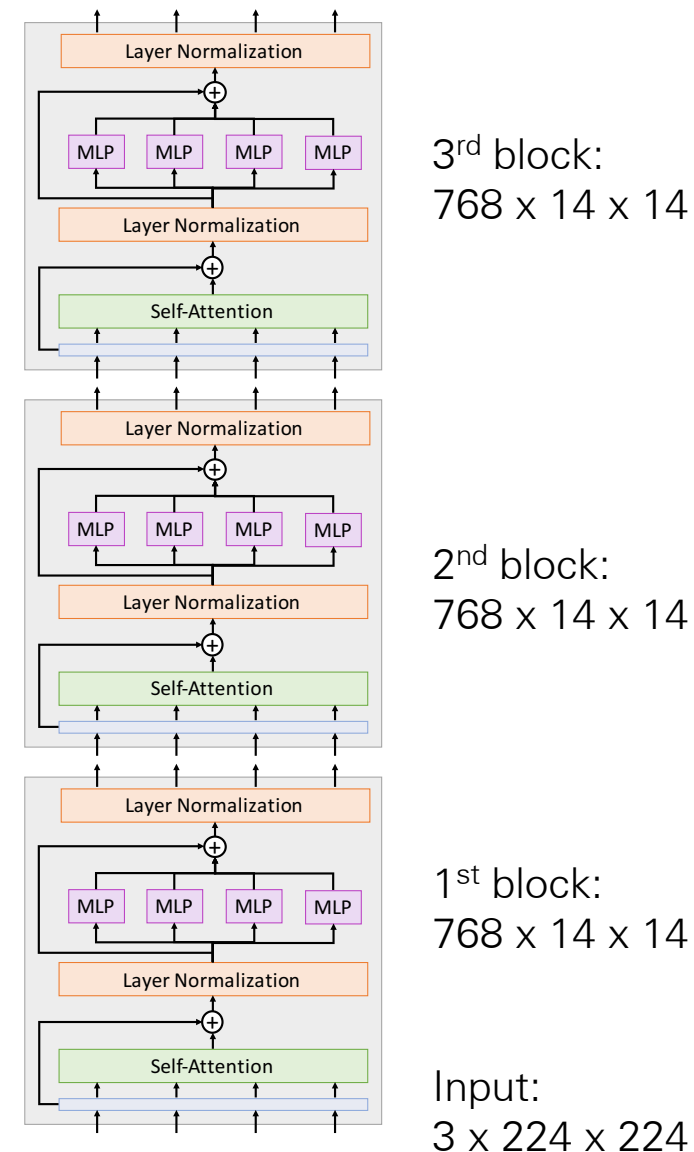 Layer Normalization
MLP MLP MLP MLP
3rd block:
768 x 14 x 14
Layer Normalization
Self-Attention
Layer Normalization
MLP MLP MLP MLP
2nd block:
768 x 14 x 14
Layer Normalization
Self-Attention
Layer Normalization
MLP MLP MLP MLP
1st block:
768 x 14 x 14
Layer Normalization
Self-Attention
Input:
3 x 224 x 224